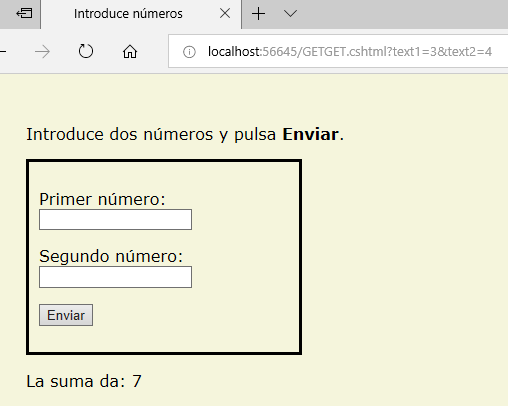 Introduce números
localhost:56645/GETGET.cshtml?text1=3&text2=4
Introduce dos números y pulsa Enviar.
Primer número:
Segundo número:
Enviar
La suma da: 7